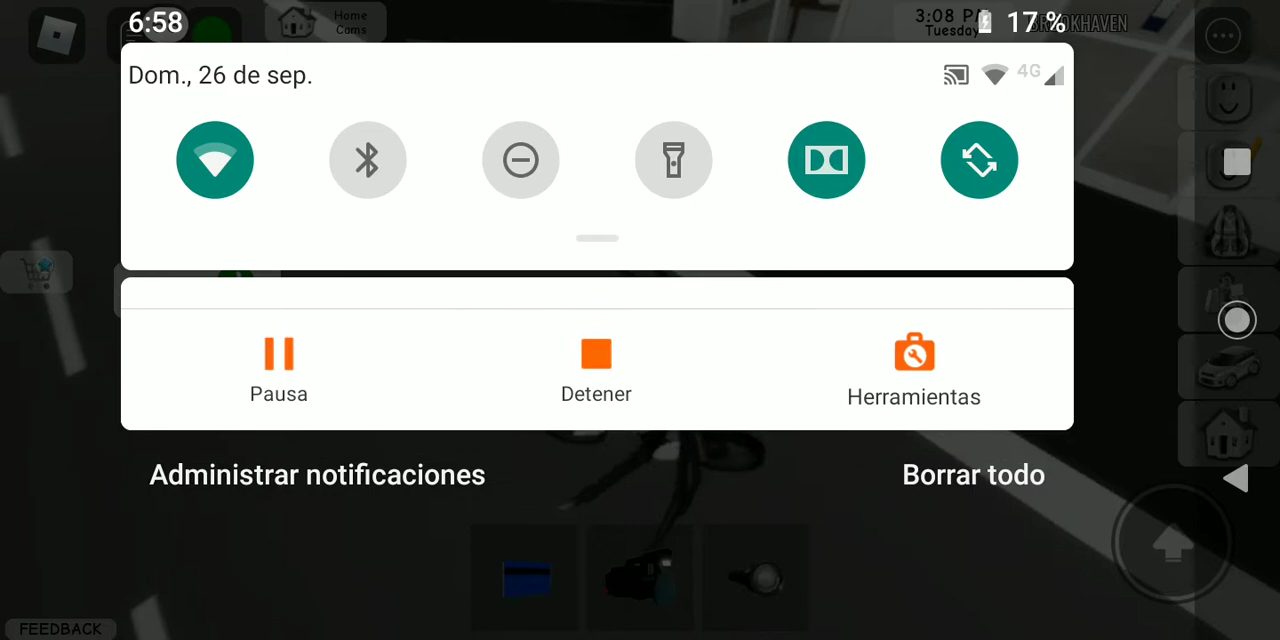 6:58
Home
Cams
3:08 P
Tuesday
17 %
BROOKHAVEN
Dom., 26 de sep.
4G
Pausa
Detener
Herramientas
Administrar notificaciones
Borrar todo
FEEDBACK